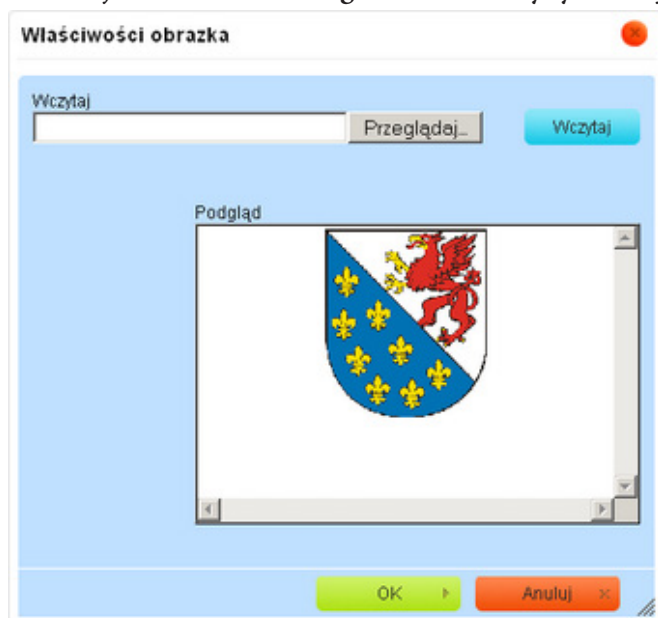 Właściwości obrazka
Wczytaj
Przeglądaj... Wczytaj
Podgląd
OK Anuluj